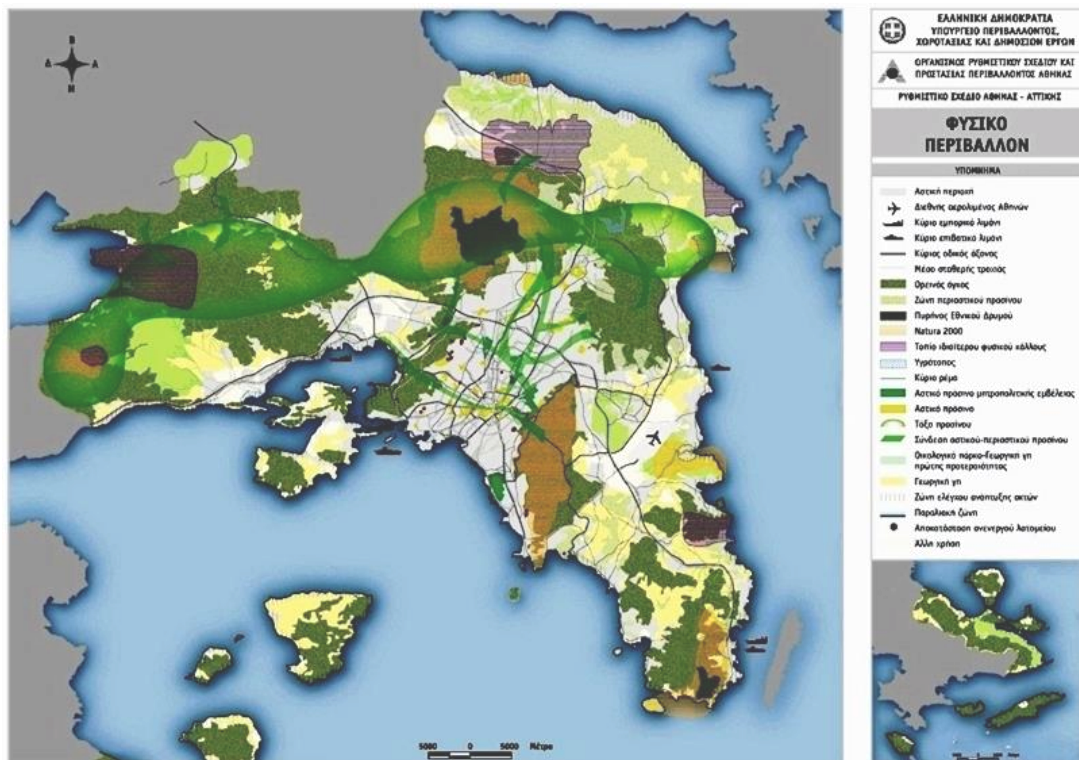 Β
Δ Α
Ν
ΕΛΛΗΝΙΚΗ ΔΗΜΟΚΡΑΤΙΑ
ΥΠΟΥΡΓΕΙΟ ΠΕΡΙΒΑΛΛΟΝΤΟΣ,
ΧΩΡΟΤΑΞΙΑΣ ΚΑΙ ΔΗΜΟΣΙΩΝ ΕΡΓΩΝ
ΟΡΓΑΝΙΣΜΟΣ ΡΥΘΜΙΣΤΙΚΟΥ ΣΧΕΔΙΟΥ ΚΑΙ
ΠΡΟΣΤΑΣΙΑΣ ΠΕΡΙΒΑΛΛΟΝΤΟΣ ΑΘΗΝΑΣ
ΡΥΘΜΙΣΤΙΚΟ ΣΧΕΔΙΟ ΑΘΗΝΑΣ - ΑΤΤΙΚΗΣ
ΦΥΣΙΚΟ
ΠΕΡΙΒΑΛΛΟΝ
ΥΠΟΜΝΗΜΑ
Αστική περιοχή
Διεθνής αερολιμένας Αθηνών
Κύριο εμπορικό λιμάνι
Κύριο επιβατικό λιμάνι
Κύριος οδικός άξονας
Μέσο σταθερής τροχιάς
Ορεινός όγκος
Ζώνη περιαστικού πρασίνου
Πυρήνας Εθνικού Δρυμού
Natura 2000
Τοπίο ιδιαίτερου φυσικού κάλλους
Υγρότοπος
Κύριο ρέμα
Αστικό πράσινο μητροπολιτικής εμβέλειας
Αστικό πράσινο
Τόξο πρασίνου
Σύνδεση αστικού-περιαστικού πρασίνου
Οικολογικό πάρκο-Γεωργική γη
πρώτης προτεραιότητας
Γεωργική γη
Ζώνη ελέγχου ανάπτυξης ακτών
Παραλιακή ζώνη
Αποκατάσταση ανενεργού λατομείου
Άλλη χρήση
5000 0 5000 Μέτρα